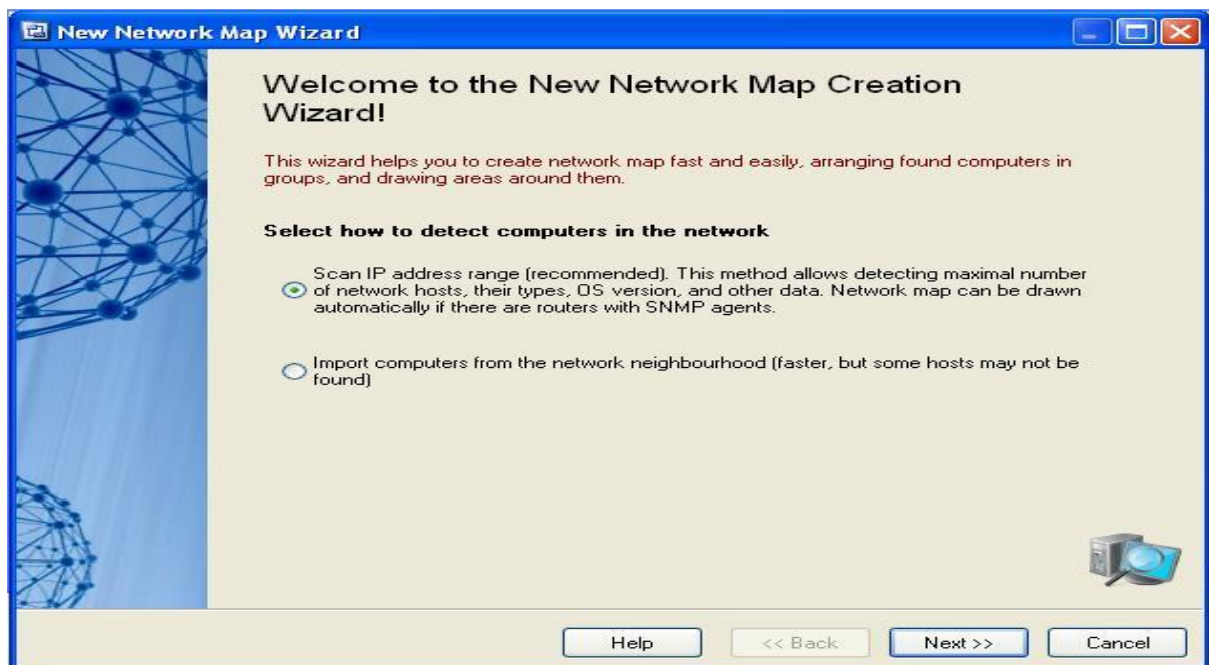 New Network Map Wizard
Welcome to the New Network Map Creation
Wizard!
This wizard helps you to create network map fast and easily, arranging found computers in
groups, and drawing areas around them.
Select how to detect computers in the network
Scan IP address range (recommended). This method allows detecting maximal number
of network hosts, their types, OS version, and other data. Network map can be drawn
automatically if there are routers with SNMP agents.
Import computers from the network neighbourhood (faster, but some hosts may not be
found)
Help
<< Back
Next >>
Cancel